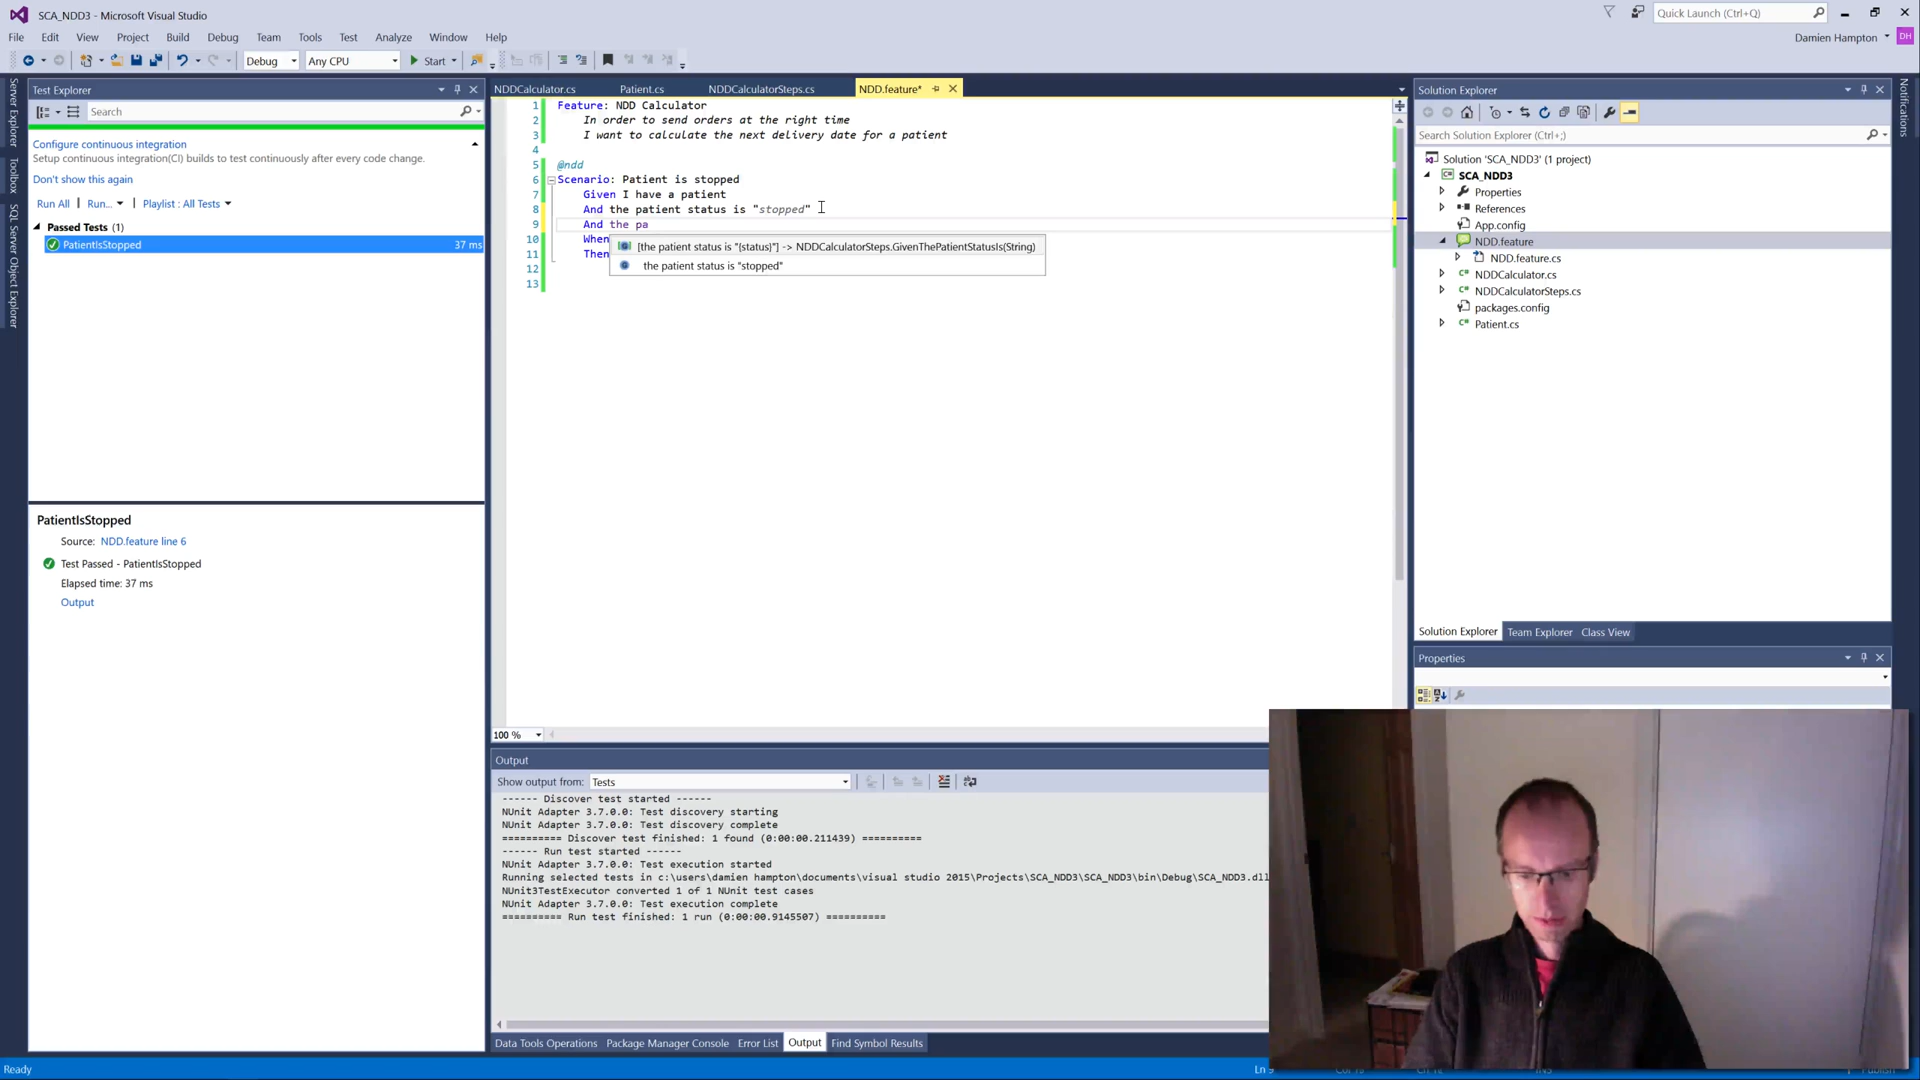 SCA_NDD3 - Microsoft Visual Studio
Quick Launch (Ctrl+Q)
File Edit View Project Build Debug Team Tools Test Analyze Window Help
Damien Hampton DH
Debug Any CPU Start
Server Explorer
Toolbox
SQL Server Object Explorer
Test Explorer
Search
Configure continuous integration
Setup continuous integration(CI) builds to test continuously after every code change.
Don't show this again
Run All Run... Playlist : All Tests
Passed Tests (1)
PatientIsStopped 37 ms
PatientIsStopped
Source: NDD.feature line 6
Test Passed - PatientIsStopped
Elapsed time: 37 ms
Output
NDDCalculator.cs Patient.cs NDDCalculatorSteps.cs NDD.feature*
1 Feature: NDD Calculator
2 In order to send orders at the right time
3 I want to calculate the next delivery date for a patient
4
5 @ndd
6 Scenario: Patient is stopped
7 Given I have a patient
8 And the patient status is "stopped"
9 And the pa
10 When
11 Then
12
13
[the patient status is "{status}"] -> NDDCalculatorSteps.GivenThePatientStatusIs(String)
the patient status is "stopped"
100 %
Output
Show output from: Tests
------ Discover test started ------
NUnit Adapter 3.7.0.0: Test discovery starting
NUnit Adapter 3.7.0.0: Test discovery complete
========== Discover test finished: 1 found (0:00:00.211439) ==========
------ Run test started ------
NUnit Adapter 3.7.0.0: Test execution started
Running selected tests in c:\users\damien hampton\documents\visual studio 2015\Projects\SCA_NDD3\SCA_NDD3\bin\Debug\SCA_NDD3.dll
NUnit3TestExecutor converted 1 of 1 NUnit test cases
NUnit Adapter 3.7.0.0: Test execution complete
========== Run test finished: 1 run (0:00:00.9145507) ==========
Data Tools Operations Package Manager Console Error List Output Find Symbol Results
Solution Explorer
Search Solution Explorer (Ctrl+;)
Solution 'SCA_NDD3' (1 project)
SCA_NDD3
Properties
References
App.config
NDD.feature
NDD.feature.cs
NDDCalculator.cs
NDDCalculatorSteps.cs
packages.config
Patient.cs
Solution Explorer Team Explorer Class View
Properties
Notifications
Ready